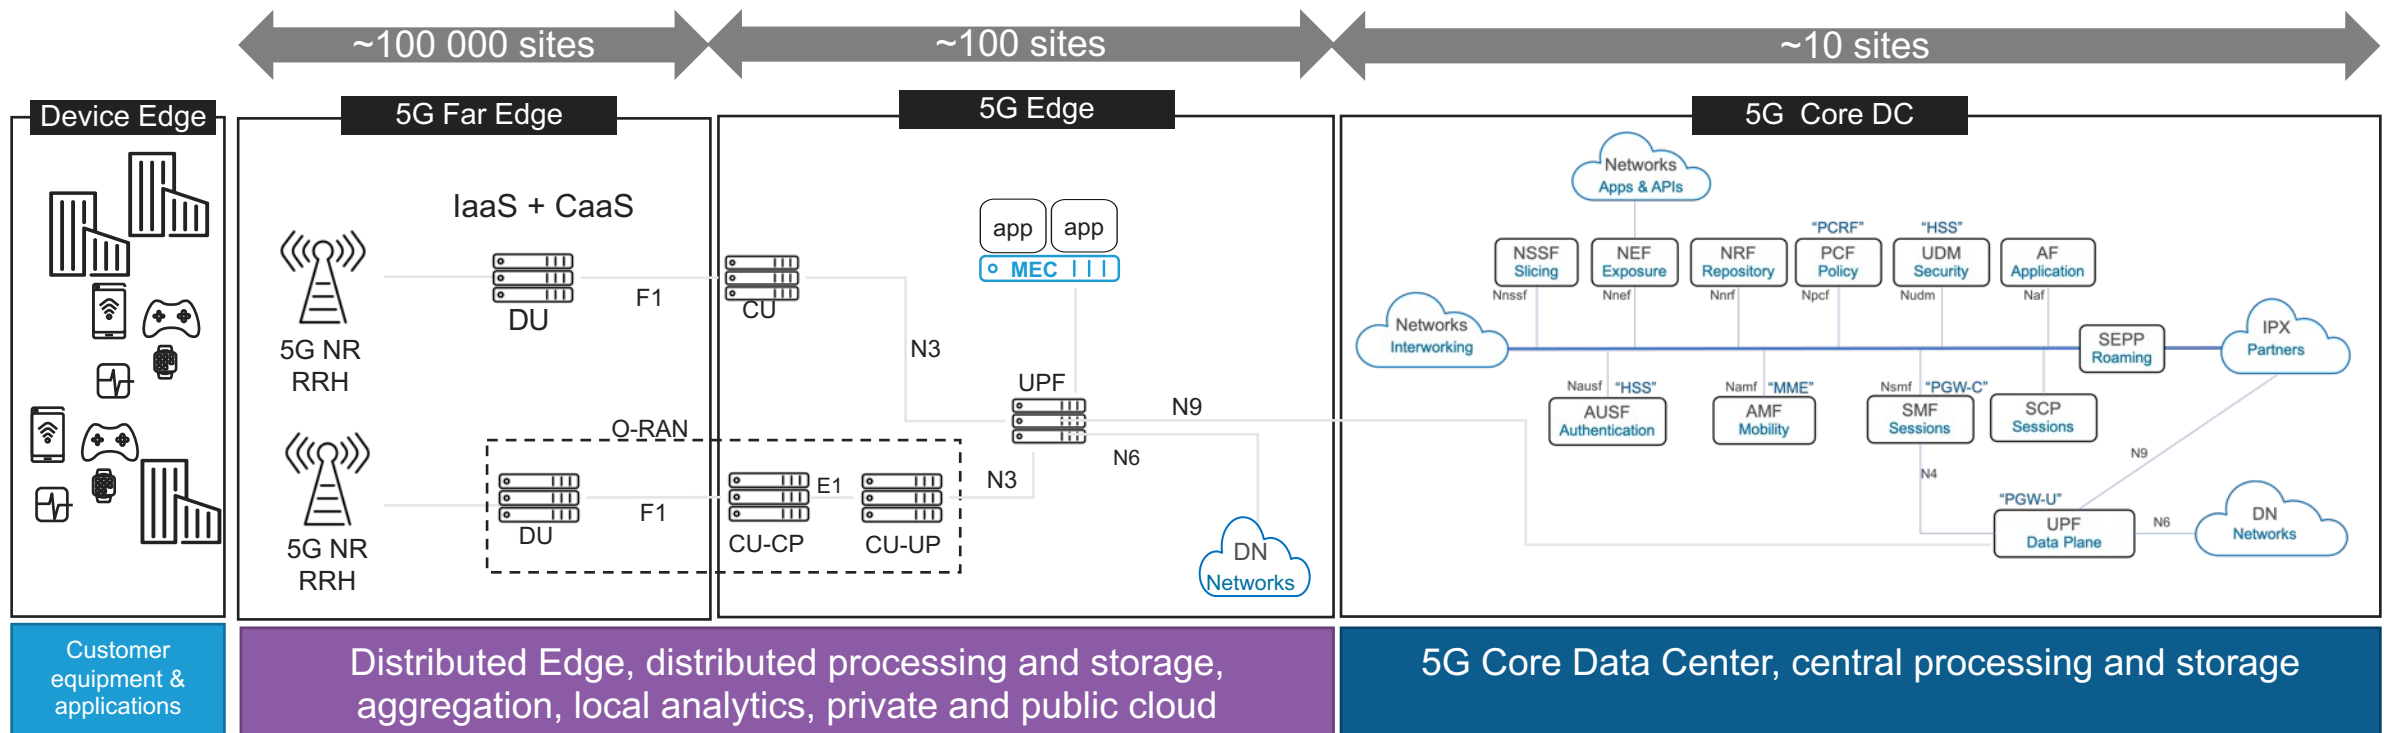 ~100 000 sites
~100 sites
~10 sites
Device Edge
5G Far Edge
5G Edge
5G  Core DC
IaaS + CaaS
5G NR
RRH
DU
F1
O-RAN
5G NR
RRH
DU
F1
CU
app
app
MEC
N3
UPF
N9
N6
N3
E1
CU-CP
CU-UP
DN
Networks
Networks
Apps & APIs
"PCRF"
"HSS"
NSSF
Slicing
NEF
Exposure
NRF
Repository
PCF
Policy
UDM
Security
AF
Application
Nnssf
Nnef
Nnrf
Npcf
Nudm
Naf
Networks
Interworking
SEPP
Roaming
IPX
Partners
Nausf
"HSS"
Namf
"MME"
Nsmf
"PGW-C"
AUSF
Authentication
AMF
Mobility
SMF
Sessions
SCP
Sessions
N9
N4
"PGW-U"
UPF
Data Plane
N6
DN
Networks
Customer
equipment &
applications
Distributed Edge, distributed processing and storage,
aggregation, local analytics, private and public cloud
5G Core Data Center, central processing and storage